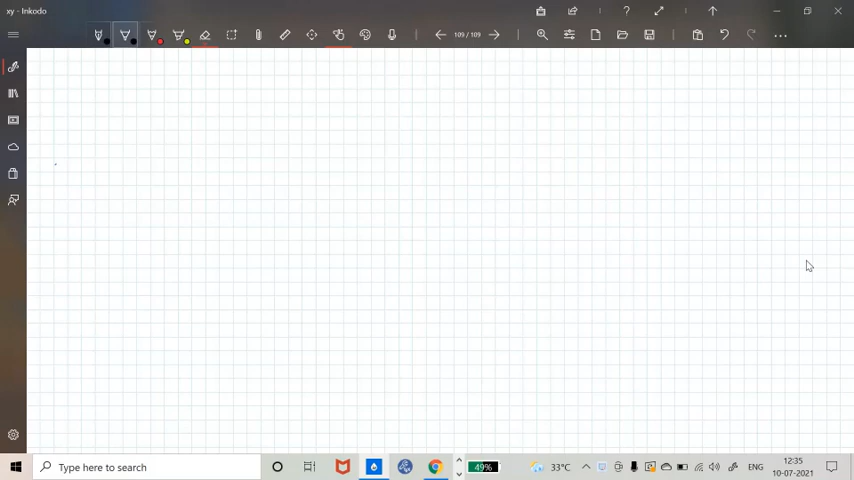 xy - Inkodo
109 / 109
Type here to search
49%
33°C
ENG
12:35
10-07-2021